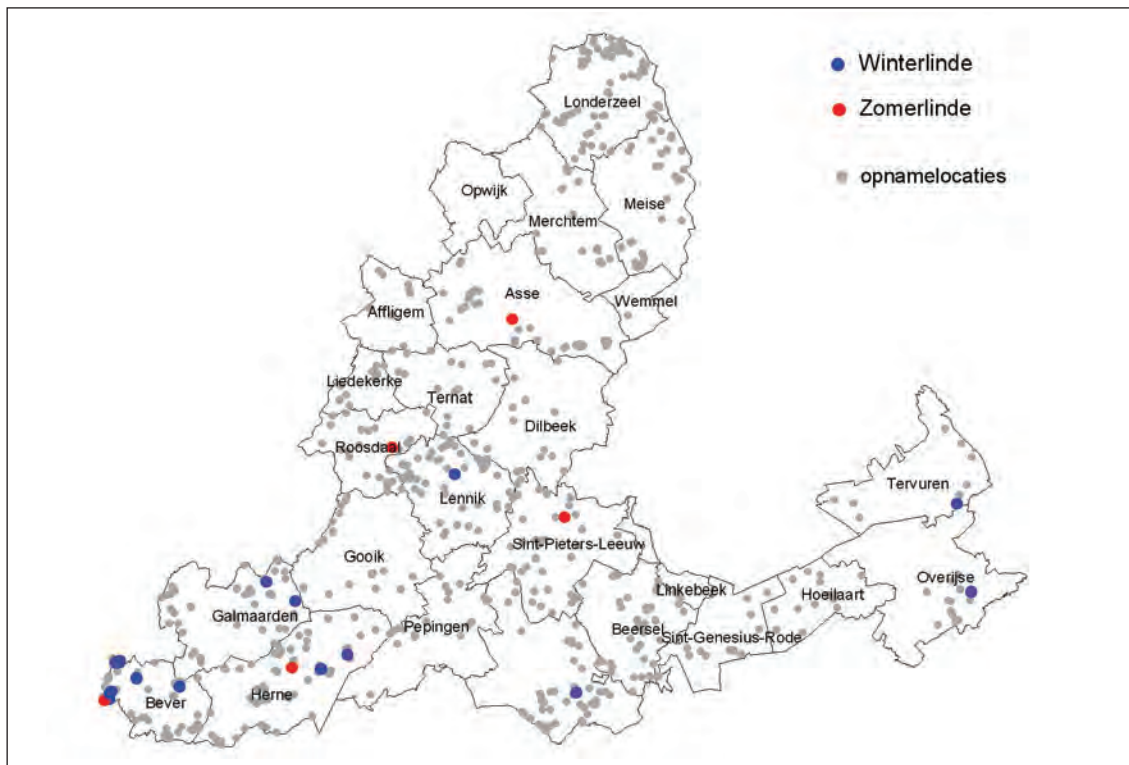 Winterlinde
Zomerlinde
opnamelocaties
Londerzeel
Opwijk
Meise
Merchtem
Asse
Wemmel
Affligem
Liedekerke
Ternat
Dilbeek
Roosdaal
Lennik
Tervuren
Sint-Pieters-Leeuw
Gooik
Overijse
Linkebeek
Hoeilaart
Galmaarden
Pepingen
Beersel
Sint-Genesius-Rode
Herne
Bever